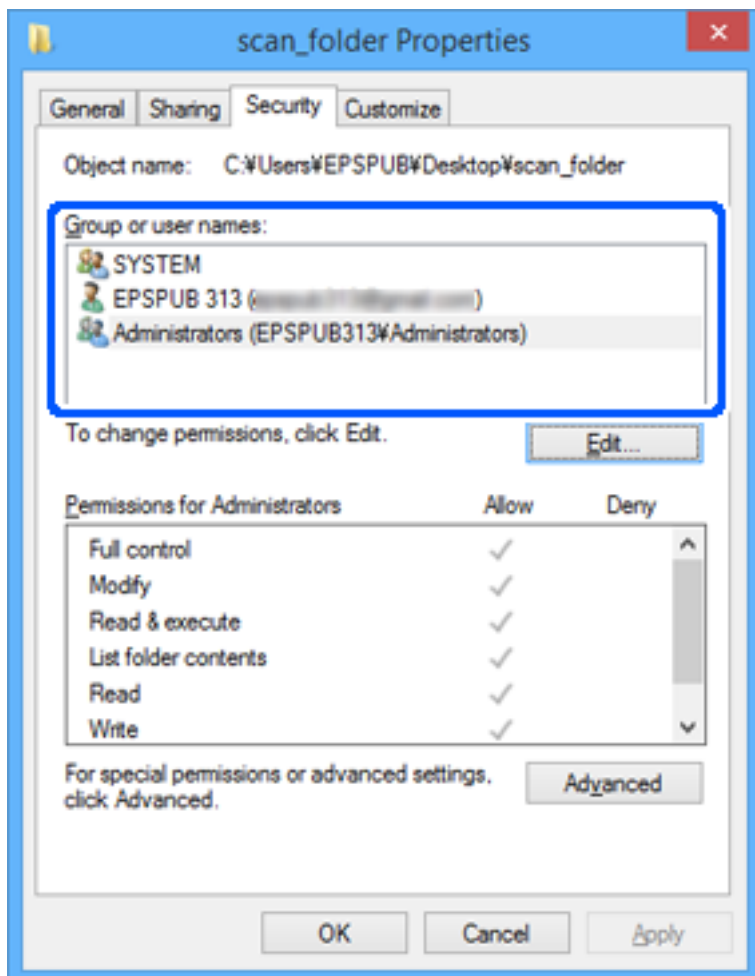 scan_folder Properties
General Sharing Security Customize
Object name: C:¥Users¥EPSPUB¥Desktop¥scan_folder
Group or user names:
SYSTEM
EPSPUB 313 ( )
Administrators (EPSPUB313¥Administrators)
To change permissions, click Edit.
Edit...
Permissions for Administrators Allow Deny
Full control
Modify
Read & execute
List folder contents
Read
Write
For special permissions or advanced settings,
click Advanced.
Advanced
OK Cancel Apply